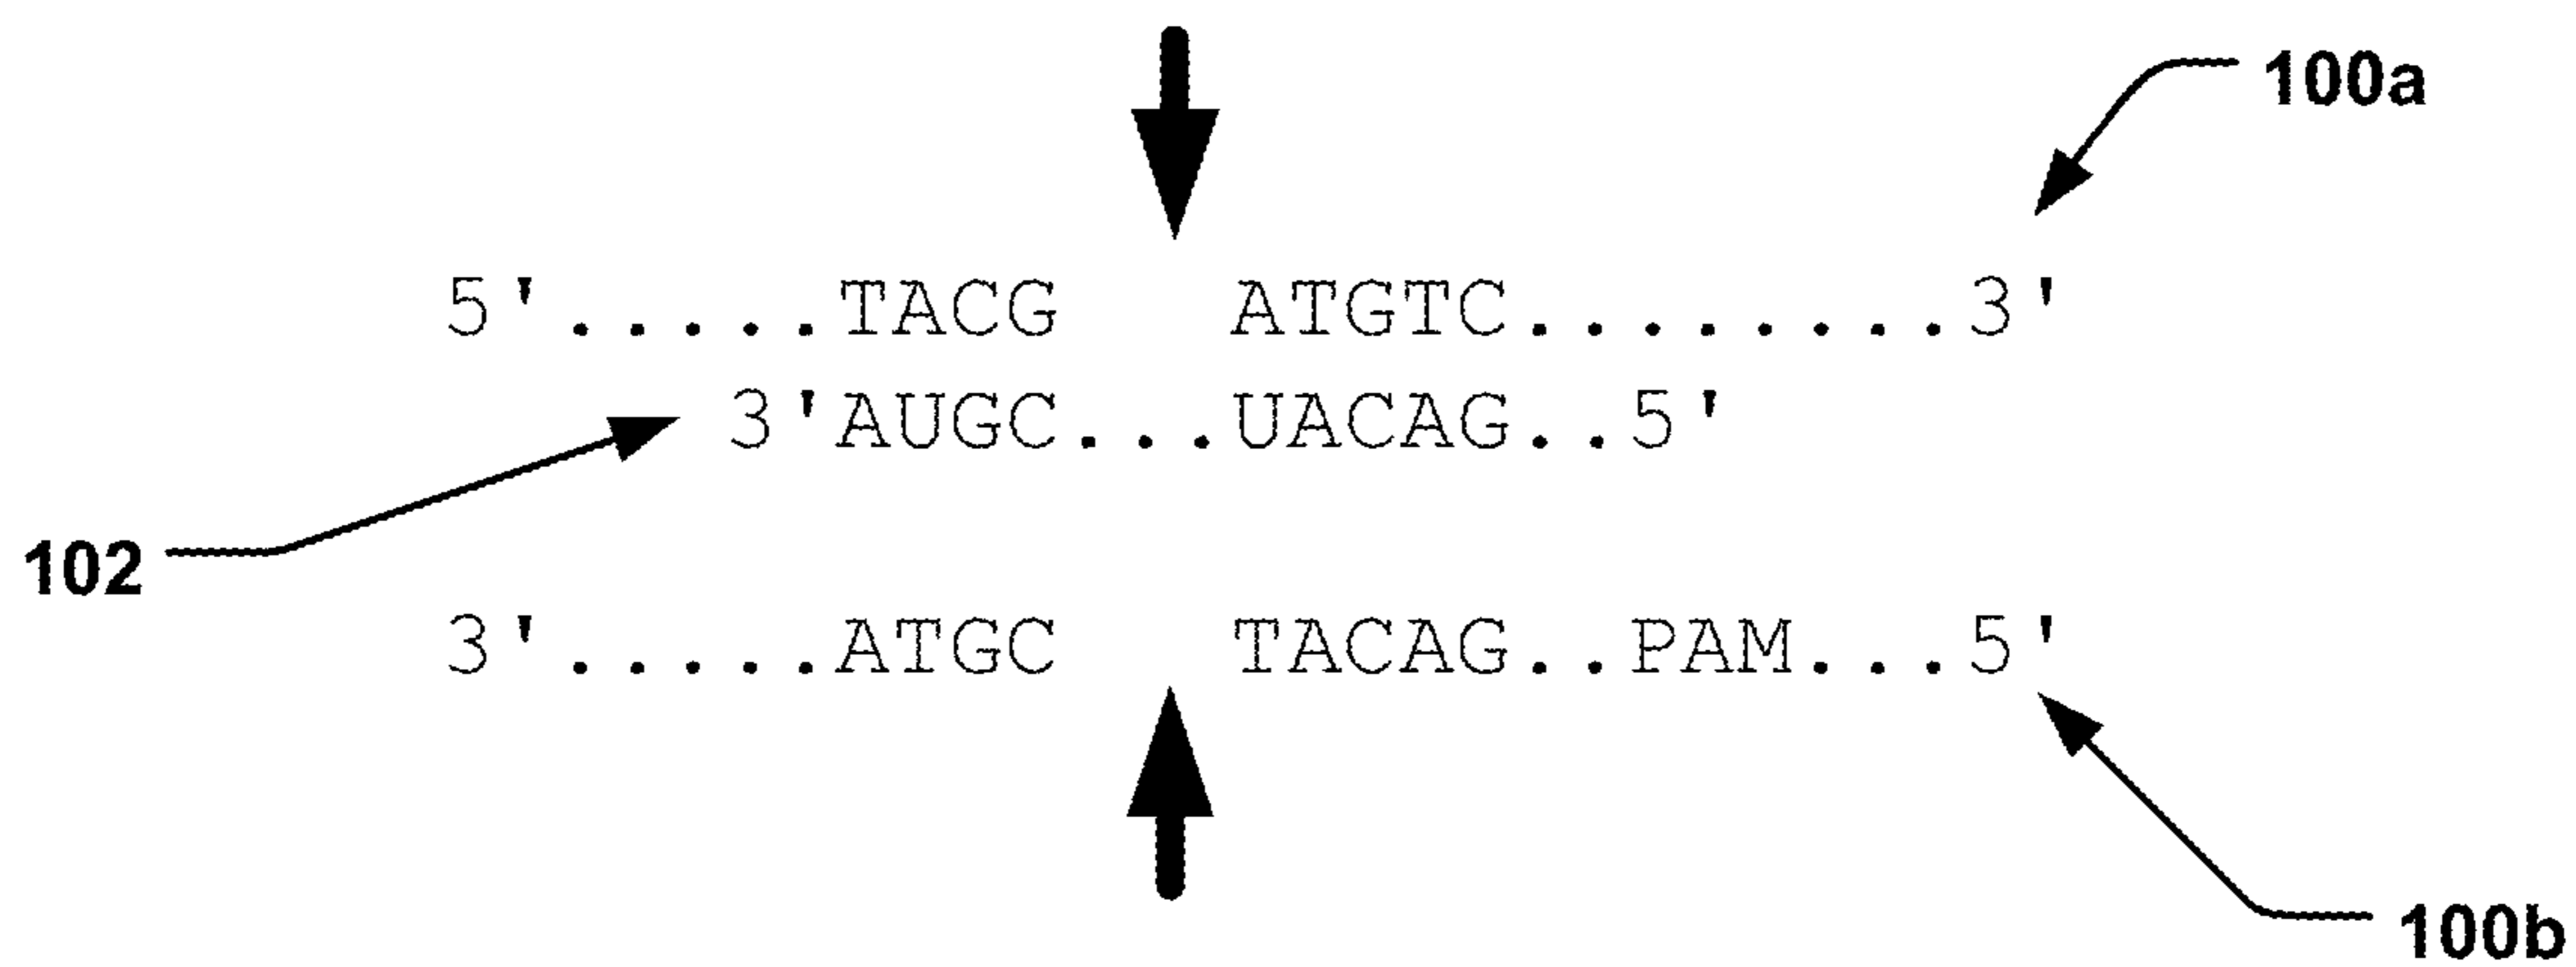 100a
5'.....TACG   ATGTC........3'
3'AUGC...UACAG..5'
102
3'.....ATGC   TACAG..PAM...5'
100b